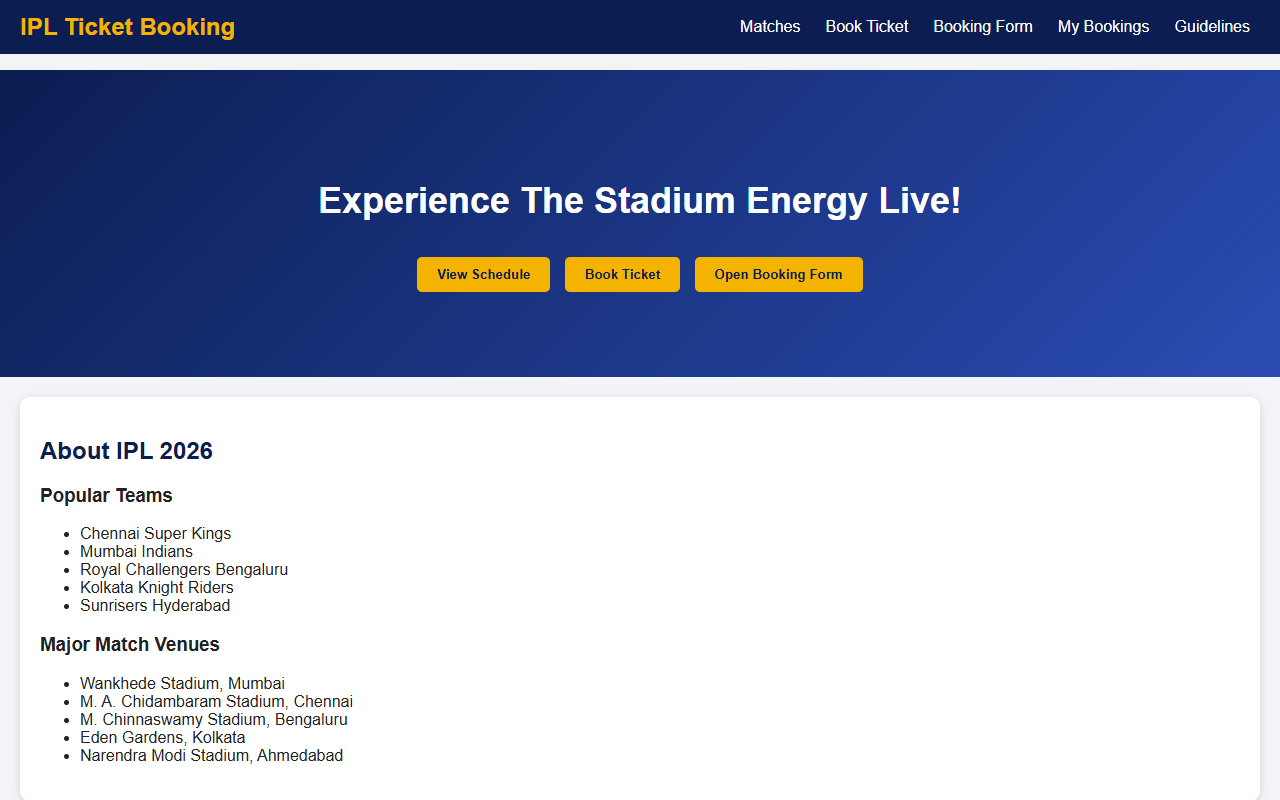 IPL Ticket Booking
Matches Book Ticket Booking Form My Bookings Guidelines
Experience The Stadium Energy Live!
View Schedule Book Ticket Open Booking Form
About IPL 2026
Popular Teams
Chennai Super Kings
Mumbai Indians
Royal Challengers Bengaluru
Kolkata Knight Riders
Sunrisers Hyderabad
Major Match Venues
Wankhede Stadium, Mumbai
M. A. Chidambaram Stadium, Chennai
M. Chinnaswamy Stadium, Bengaluru
Eden Gardens, Kolkata
Narendra Modi Stadium, Ahmedabad